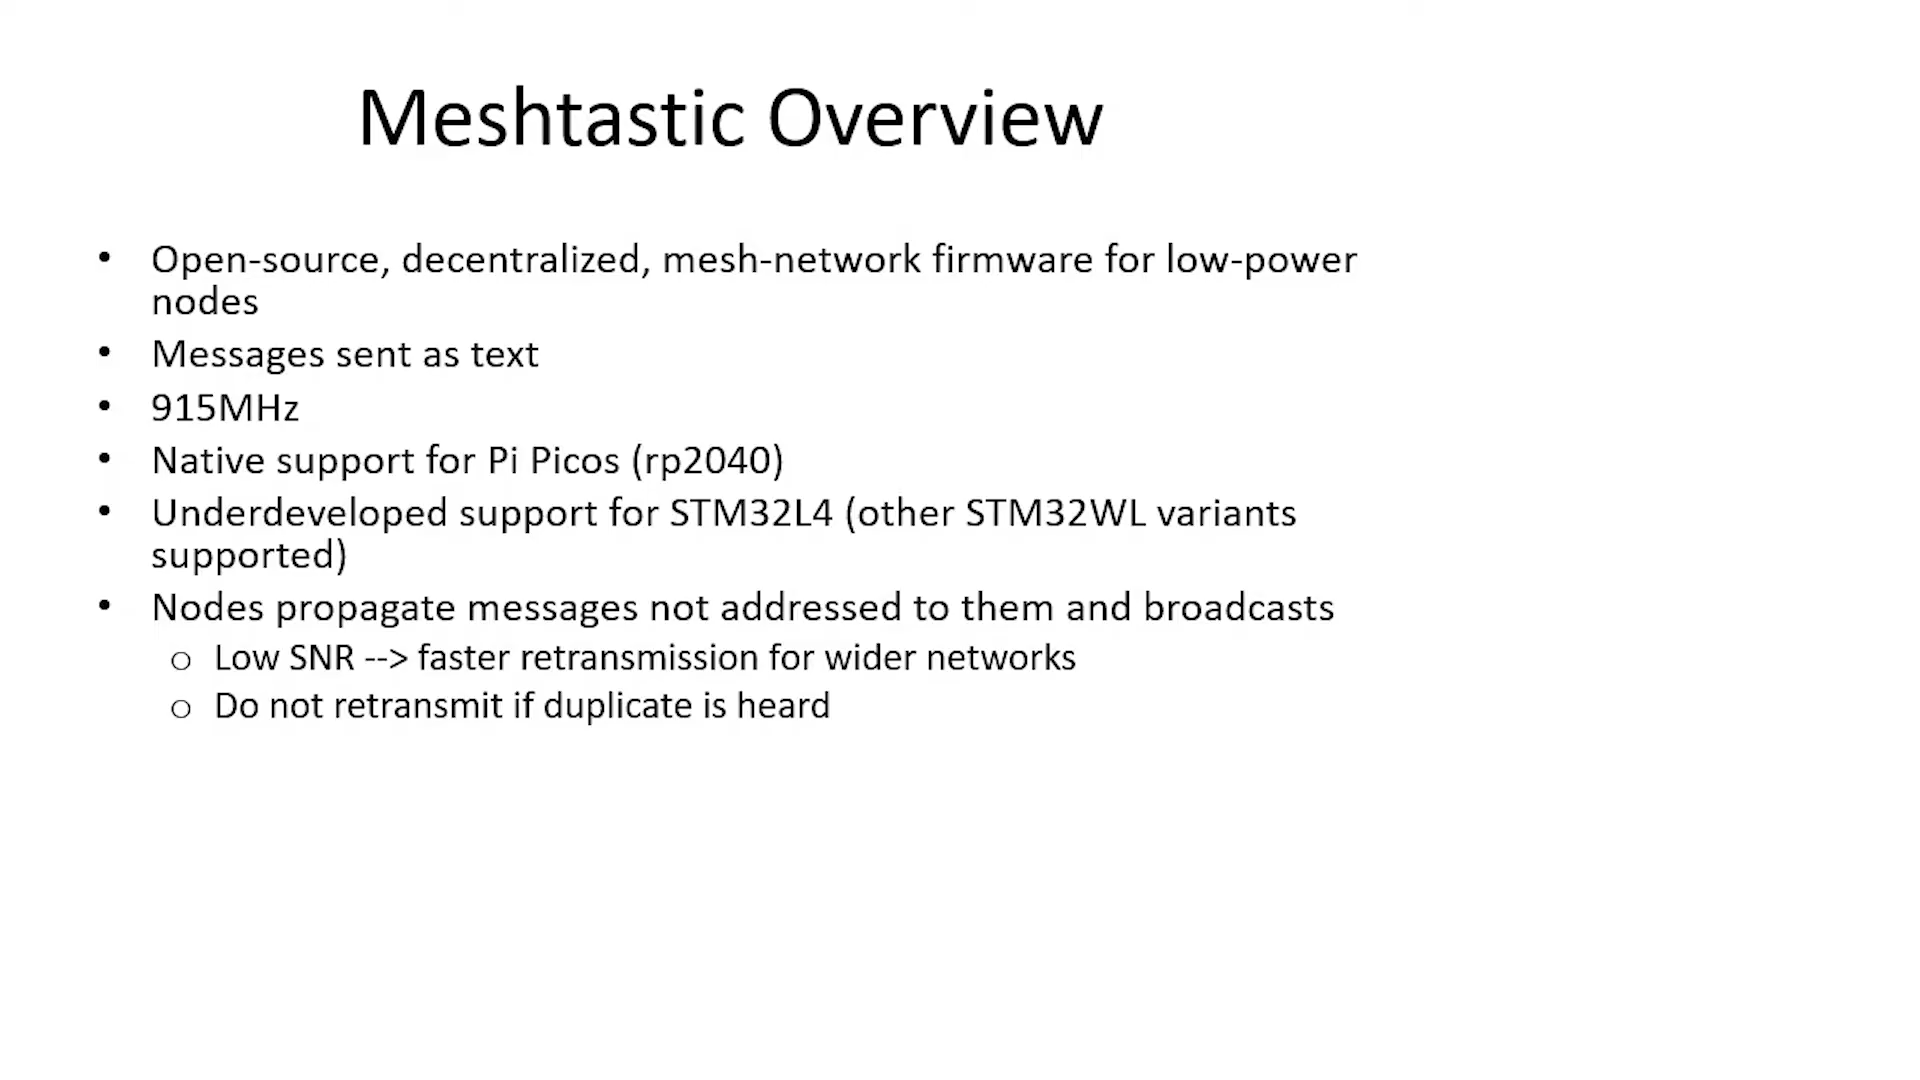 Meshtastic Overview
• Open-source, decentralized, mesh-network firmware for low-power
nodes
• Messages sent as text
• 915MHz
• Native support for Pi Picos (rp2040)
• Underdeveloped support for STM32L4 (other STM32WL variants
supported)
• Nodes propagate messages not addressed to them and broadcasts
o Low SNR --> faster retransmission for wider networks
o Do not retransmit if duplicate is heard